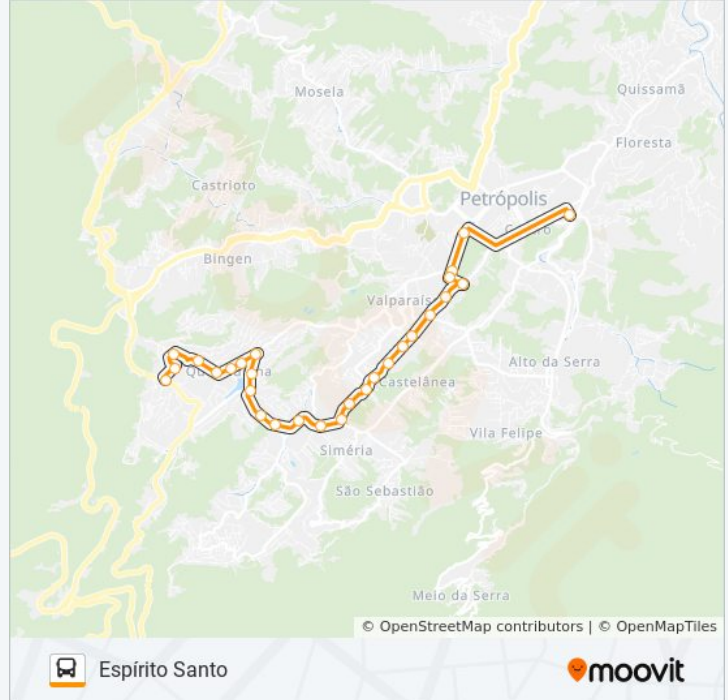 Quissamã
Mosela
Floresta
Castrioto
Petrópolis
Bingen
Valparaís
Alto da Serra
Castelânea
Vila Felipe
Siméria
São Sebastião
Meio da Serra
© OpenStreetMap contributors | © OpenMapTiles
Espírito Santo
moovit